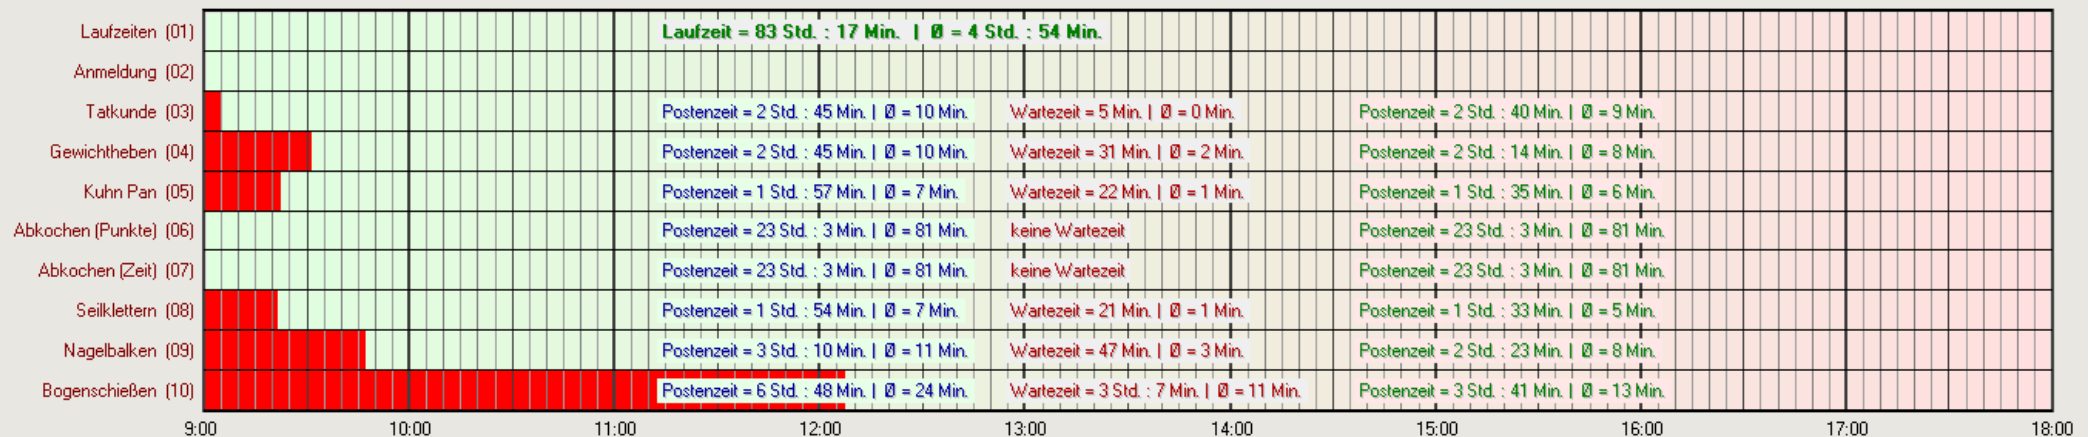 Laufzeiten (01) Laufzeit = 83 Std. : 17 Min. | Ø = 4 Std. : 54 Min.
Anmeldung (02)
Tatkunde (03) Postenzeit = 2 Std. : 45 Min. | Ø = 10 Min. Wartezeit = 5 Min. | Ø = 0 Min. Postenzeit = 2 Std. : 40 Min. | Ø = 9 Min.
Gewichtheben (04) Postenzeit = 2 Std. : 45 Min. | Ø = 10 Min. Wartezeit = 31 Min. | Ø = 2 Min. Postenzeit = 2 Std. : 14 Min. | Ø = 8 Min.
Kuhn Pan (05) Postenzeit = 1 Std. : 57 Min. | Ø = 7 Min. Wartezeit = 22 Min. | Ø = 1 Min. Postenzeit = 1 Std. : 35 Min. | Ø = 6 Min.
Abkochen (Punkte) (06) Postenzeit = 23 Std. : 3 Min. | Ø = 81 Min. keine Wartezeit Postenzeit = 23 Std. : 3 Min. | Ø = 81 Min.
Abkochen (Zeit) (07) Postenzeit = 23 Std. : 3 Min. | Ø = 81 Min. keine Wartezeit Postenzeit = 23 Std. : 3 Min. | Ø = 81 Min.
Seilklettern (08) Postenzeit = 1 Std. : 54 Min. | Ø = 7 Min. Wartezeit = 21 Min. | Ø = 1 Min. Postenzeit = 1 Std. : 33 Min. | Ø = 5 Min.
Nagelbalken (09) Postenzeit = 3 Std. : 10 Min. | Ø = 11 Min. Wartezeit = 47 Min. | Ø = 3 Min. Postenzeit = 2 Std. : 23 Min. | Ø = 8 Min.
Bogenschießen (10) Postenzeit = 6 Std. : 48 Min. | Ø = 24 Min. Wartezeit = 3 Std. : 7 Min. | Ø = 11 Min. Postenzeit = 3 Std. : 41 Min. | Ø = 13 Min.
9:00 10:00 11:00 12:00 13:00 14:00 15:00 16:00 17:00 18:00